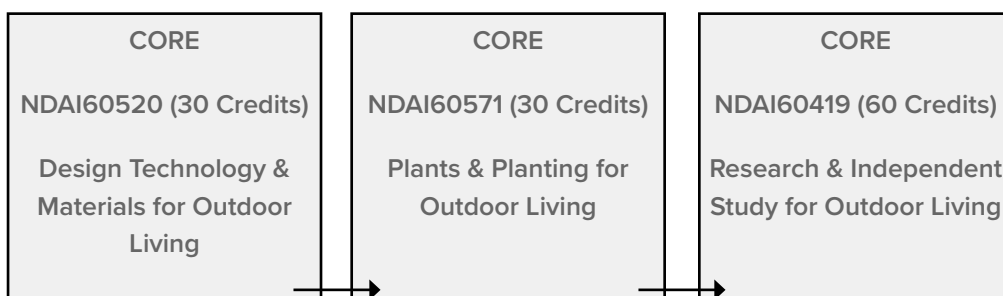 CORE
NDAI60520 (30 Credits)
Design Technology &
Materials for Outdoor
Living
CORE
NDAI60571 (30 Credits)
Plants & Planting for
Outdoor Living
CORE
NDAI60419 (60 Credits)
Research & Independent
Study for Outdoor Living